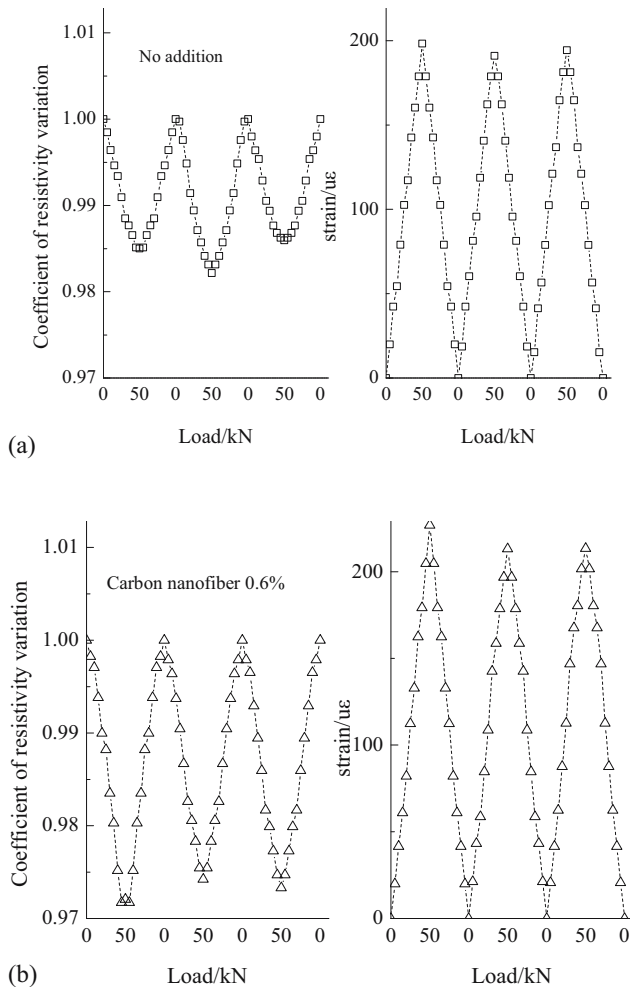 1.01
No addition
1.00
0.99
0.98
0.97
Coefficient of resistivity variation
0 50 0 50 0 50 0
Load/kN
200
100
0
strain/uε
0 50 0 50 0 50 0
Load/kN
(a)
1.01
Carbon nanofiber 0.6%
1.00
0.99
0.98
0.97
Coefficient of resistivity variation
0 50 0 50 0 50 0
Load/kN
200
100
0
strain/uε
0 50 0 50 0 50 0
Load/kN
(b)